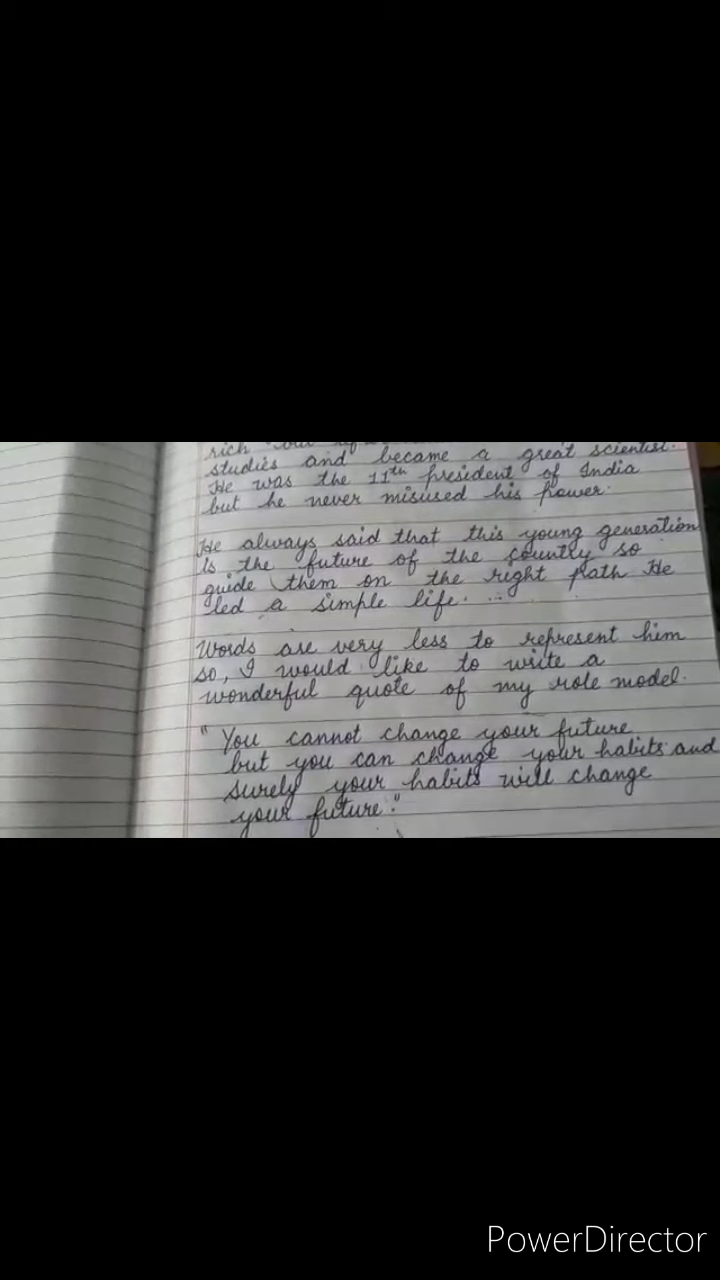 rich
studies and became a great scientist.
He was the 11th president of India
but he never misused his power.
He always said that this young generation
is the future of the country so
guide them on the right path He
led a simple life. ...
Words are very less to represent him
so, I would like to write a
wonderful quote of my role model.
"You cannot change your future
but you can change your habits and
surely your habits will change
your future."
PowerDirector